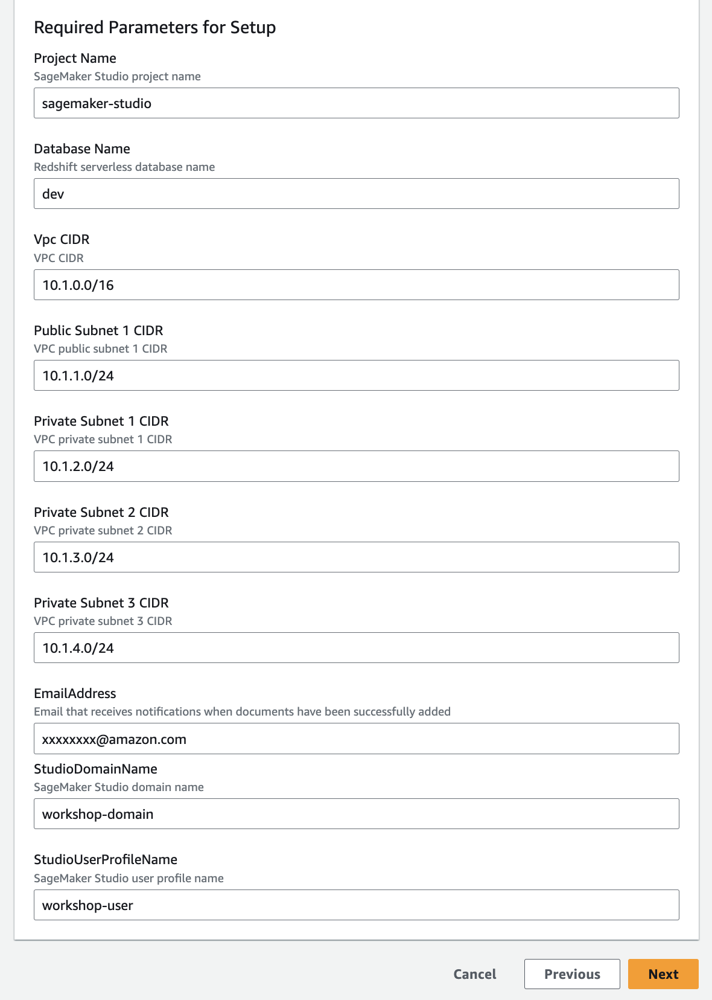 Required Parameters for Setup
Project Name
SageMaker Studio project name
sagemaker-studio
Database Name
Redshift serverless database name
dev
Vpc CIDR
VPC CIDR
10.1.0.0/16
Public Subnet 1 CIDR
VPC public subnet 1 CIDR
10.1.1.0/24
Private Subnet 1 CIDR
VPC private subnet 1 CIDR
10.1.2.0/24
Private Subnet 2 CIDR
VPC private subnet 2 CIDR
10.1.3.0/24
Private Subnet 3 CIDR
VPC private subnet 3 CIDR
10.1.4.0/24
EmailAddress
Email that receives notifications when documents have been successfully added
xxxxxxxx@amazon.com
StudioDomainName
SageMaker Studio domain name
workshop-domain
StudioUserProfileName
SageMaker Studio user profile name
workshop-user
Cancel Previous Next